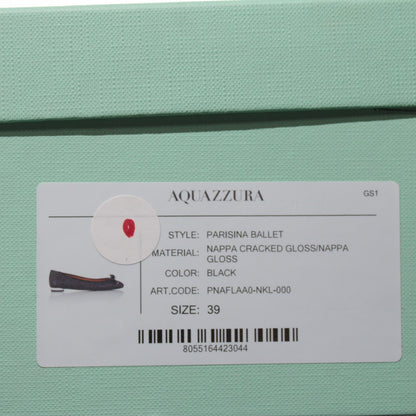 AQUAZZURA
GS1
STYLE: PARISINA BALLET
MATERIAL: NAPPA CRACKED GLOSS/NAPPA
GLOSS
COLOR: BLACK
ART.CODE: PNAFLAA0-NKL-000
SIZE: 39
8055164423044